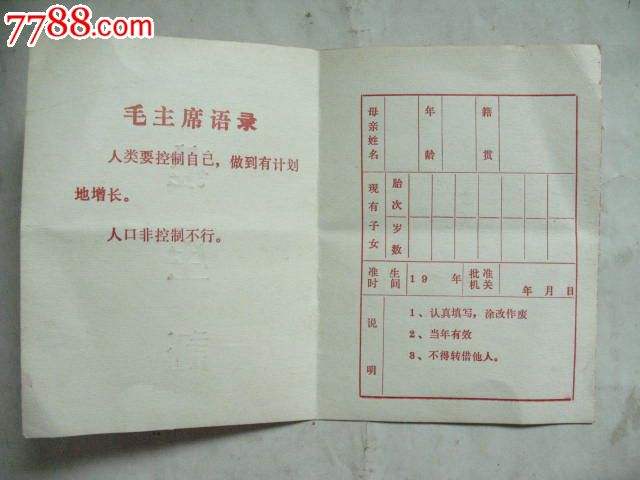 7788.com
毛主席语录
人类要控制自己，做到有计划
地增长。
人口非控制不行。
母亲姓名 年龄 籍贯
现有子女 胎次
岁数
准生时间 19 年 批准机关 年 月 日
说明
1、认真填写，涂改作废
2、当年有效
3、不得转借他人。